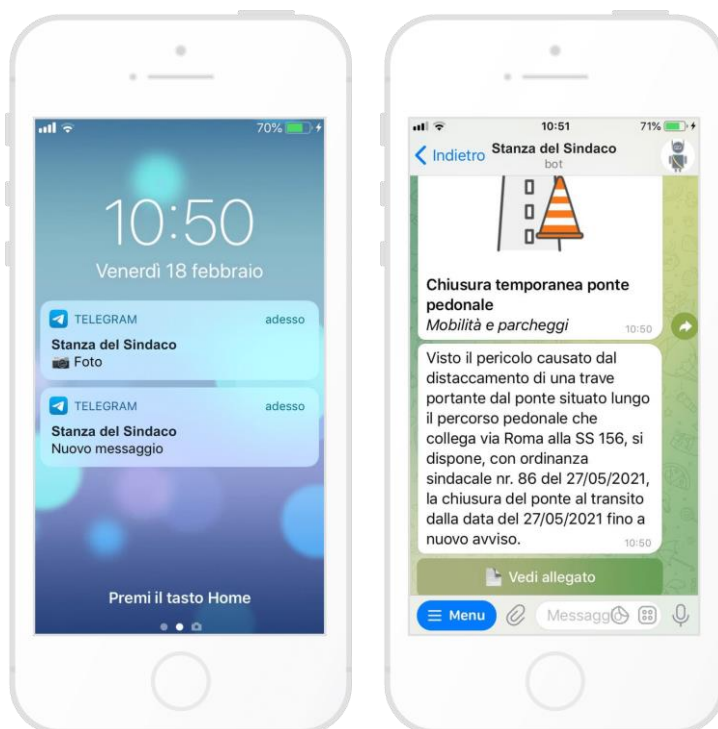 70%
10:50
Venerdì 18 febbraio
TELEGRAM adesso
Stanza del Sindaco
📷 Foto
TELEGRAM adesso
Stanza del Sindaco
Nuovo messaggio
Premi il tasto Home
10:51 71%
Indietro Stanza del Sindaco
bot
Chiusura temporanea ponte
pedonale
Mobilità e parcheggi 10:50
Visto il pericolo causato dal
distaccamento di una trave
portante dal ponte situato lungo
il percorso pedonale che
collega via Roma alla SS 156, si
dispone, con ordinanza
sindacale nr. 86 del 27/05/2021,
la chiusura del ponte al transito
dalla data del 27/05/2021 fino a
nuovo avviso. 10:50
Vedi allegato
Menu Messagg